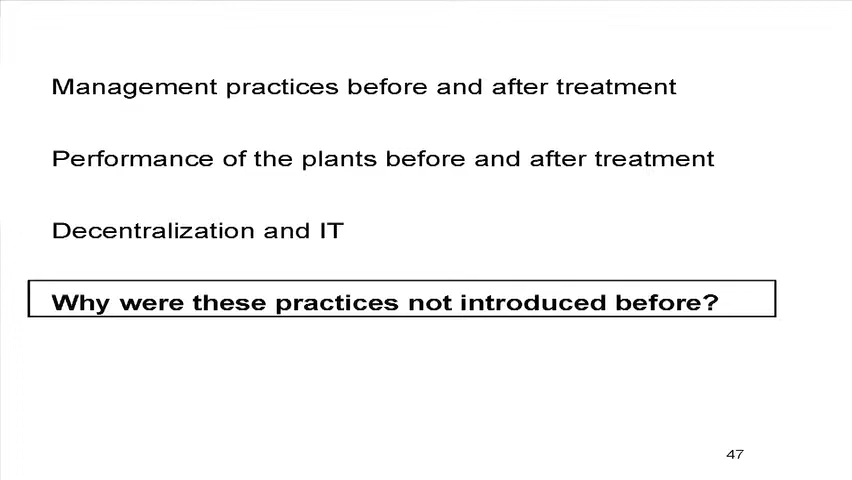 Management practices before and after treatment
Performance of the plants before and after treatment
Decentralization and IT
Why were these practices not introduced before?
47